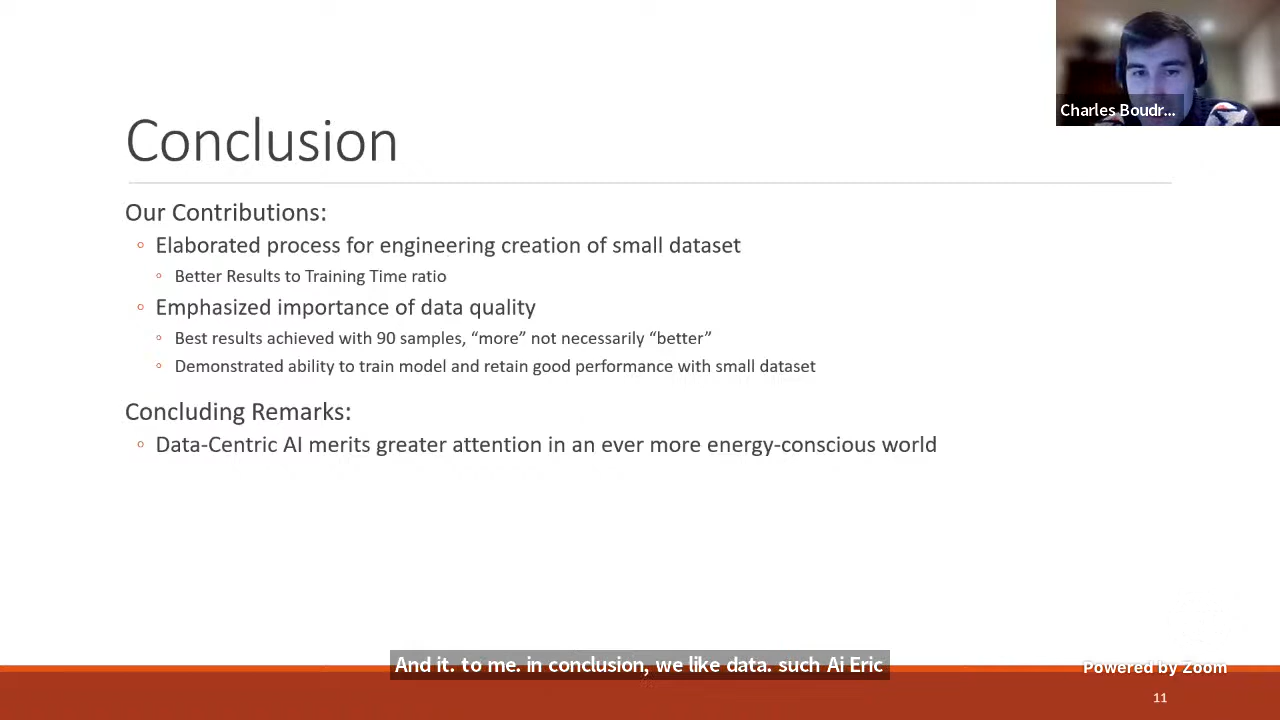 Charles Boudr...
Conclusion
Our Contributions:
◦ Elaborated process for engineering creation of small dataset
◦ Better Results to Training Time ratio
◦ Emphasized importance of data quality
◦ Best results achieved with 90 samples, “more” not necessarily “better”
◦ Demonstrated ability to train model and retain good performance with small dataset
Concluding Remarks:
◦ Data-Centric AI merits greater attention in an ever more energy-conscious world
And it. to me. in conclusion, we like data. such Ai Eric
Powered by Zoom
11